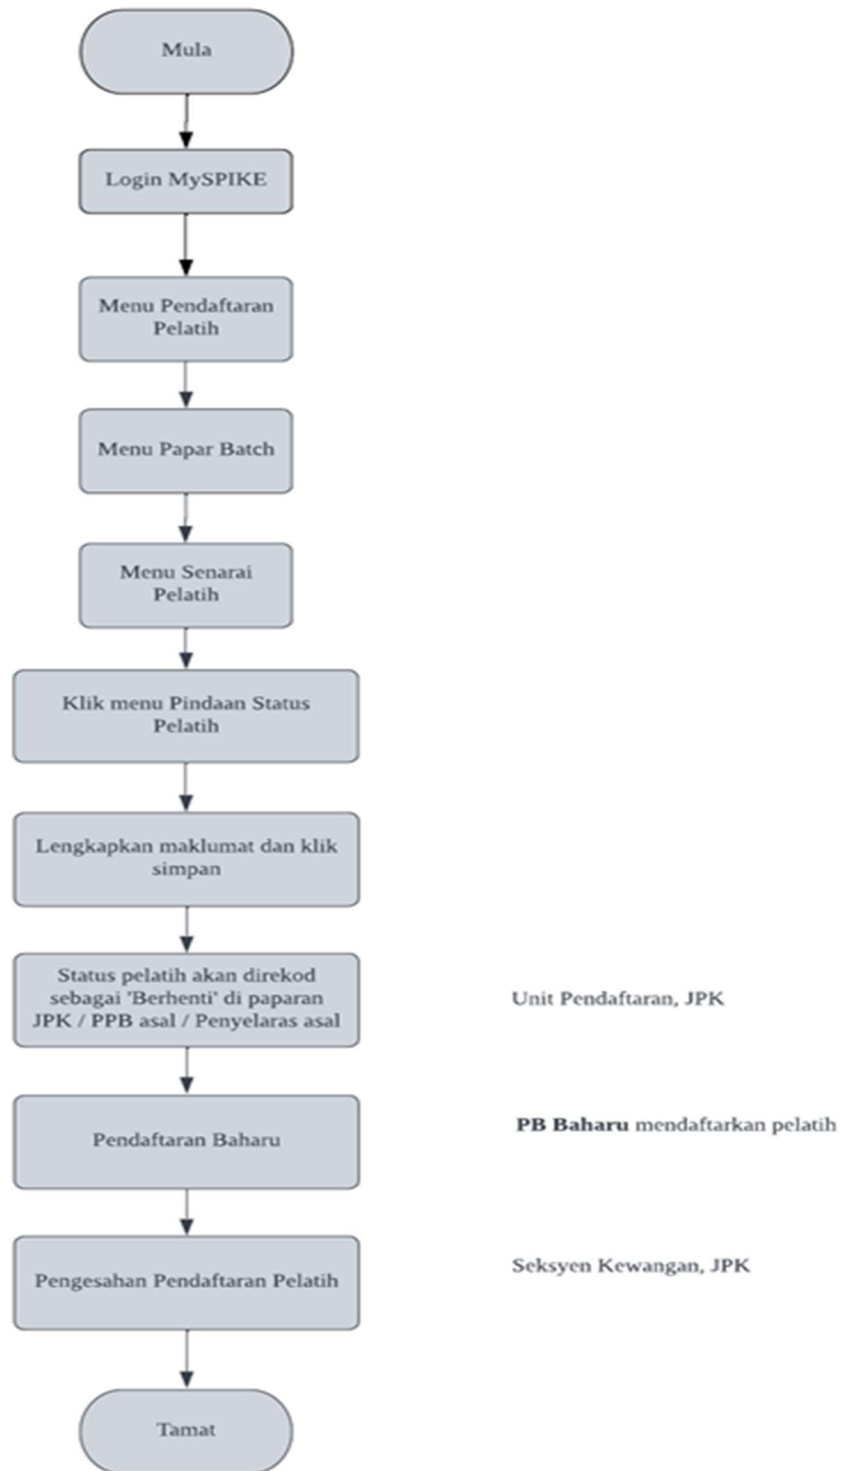 Mula
Login MySPIKE
Menu Pendaftaran
Pelatih
Menu Papar Batch
Menu Senarai
Pelatih
Klik menu Pindaan Status
Pelatih
Lengkapkan maklumat dan klik
simpan
Status pelatih akan direkod
sebagai 'Berhenti' di paparan
JPK / PPB asal / Penyelaras asal
Unit Pendaftaran, JPK
Pendaftaran Baharu
PB Baharu mendaftarkan pelatih
Pengesahan Pendaftaran Pelatih
Seksyen Kewangan, JPK
Tamat